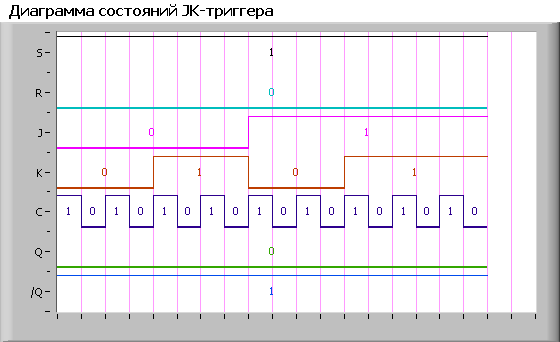 Диаграмма состояний JK-триггера
S
1
R
0
J
0 1
K
0 1 0 1
C
1 0 1 0 1 0 1 0 1 0 1 0 1 0 1 0 1 0
Q
0
/Q
1